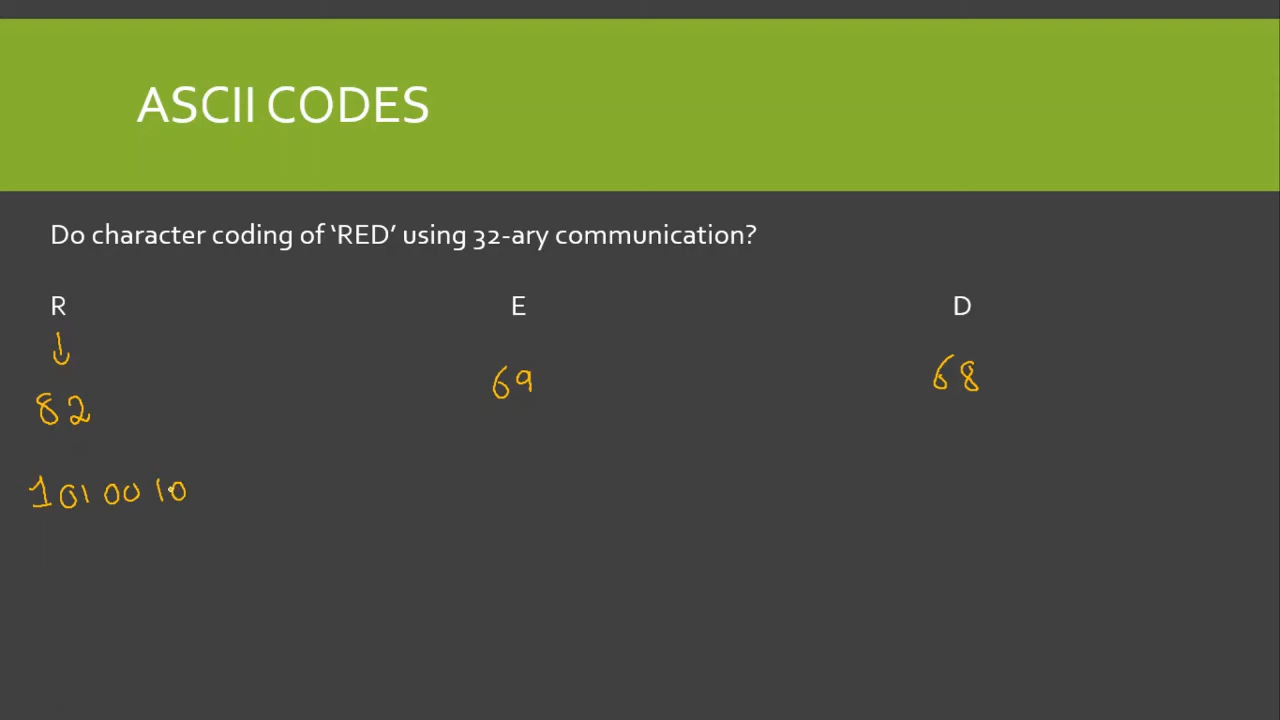 ASCII CODES
Do character coding of ‘RED’ using 32-ary communication?
R E D
↓
82 69 68
1010010